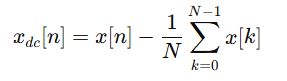 x_{dc}[n] = x[n] - \frac{1}{N} \sum_{k=0}^{N-1} x[k]